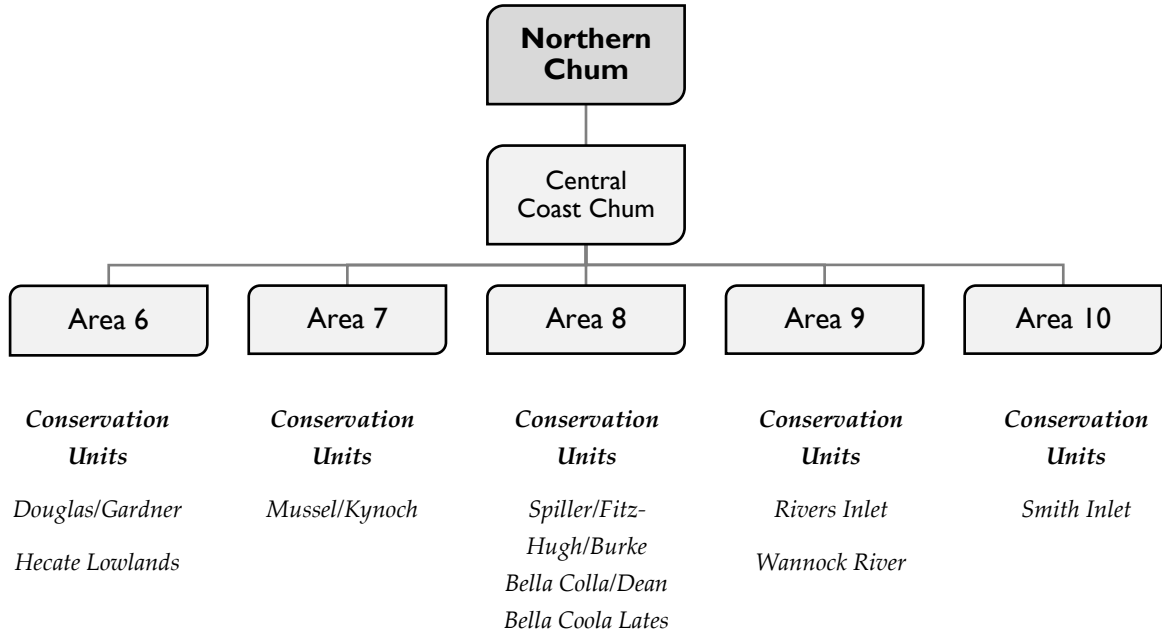 Northern
Chum
Central
Coast Chum
Area 6
Area 7
Area 8
Area 9
Area 10
Conservation
Units
Douglas/Gardner
Hecate Lowlands
Conservation
Units
Mussel/Kynoch
Conservation
Units
Spiller/Fitz-
Hugh/Burke
Bella Colla/Dean
Bella Coola Lates
Conservation
Units
Rivers Inlet
Wannock River
Conservation
Units
Smith Inlet